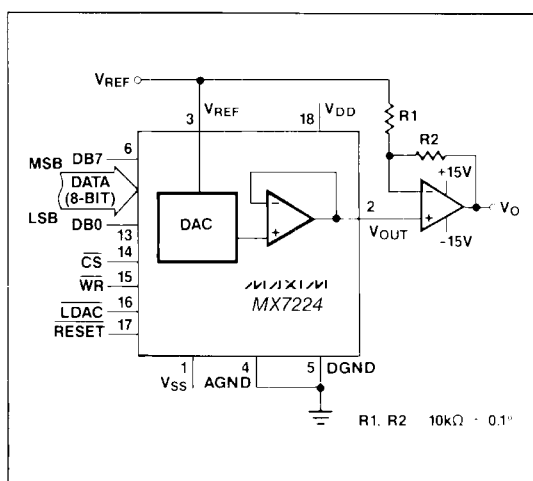 VREF
VREF
3
VDD
18
R1
R2
MSB DB7
6
DATA
(8-BIT)
LSB DB0
13
CS
14
WR
15
LDAC
16
RESET
17
DAC
-
+
2
VOUT
-
+
+15V
-15V
VO
MAXIM
MX7224
1
VSS
4
AGND
5
DGND
R1, R2 10kΩ